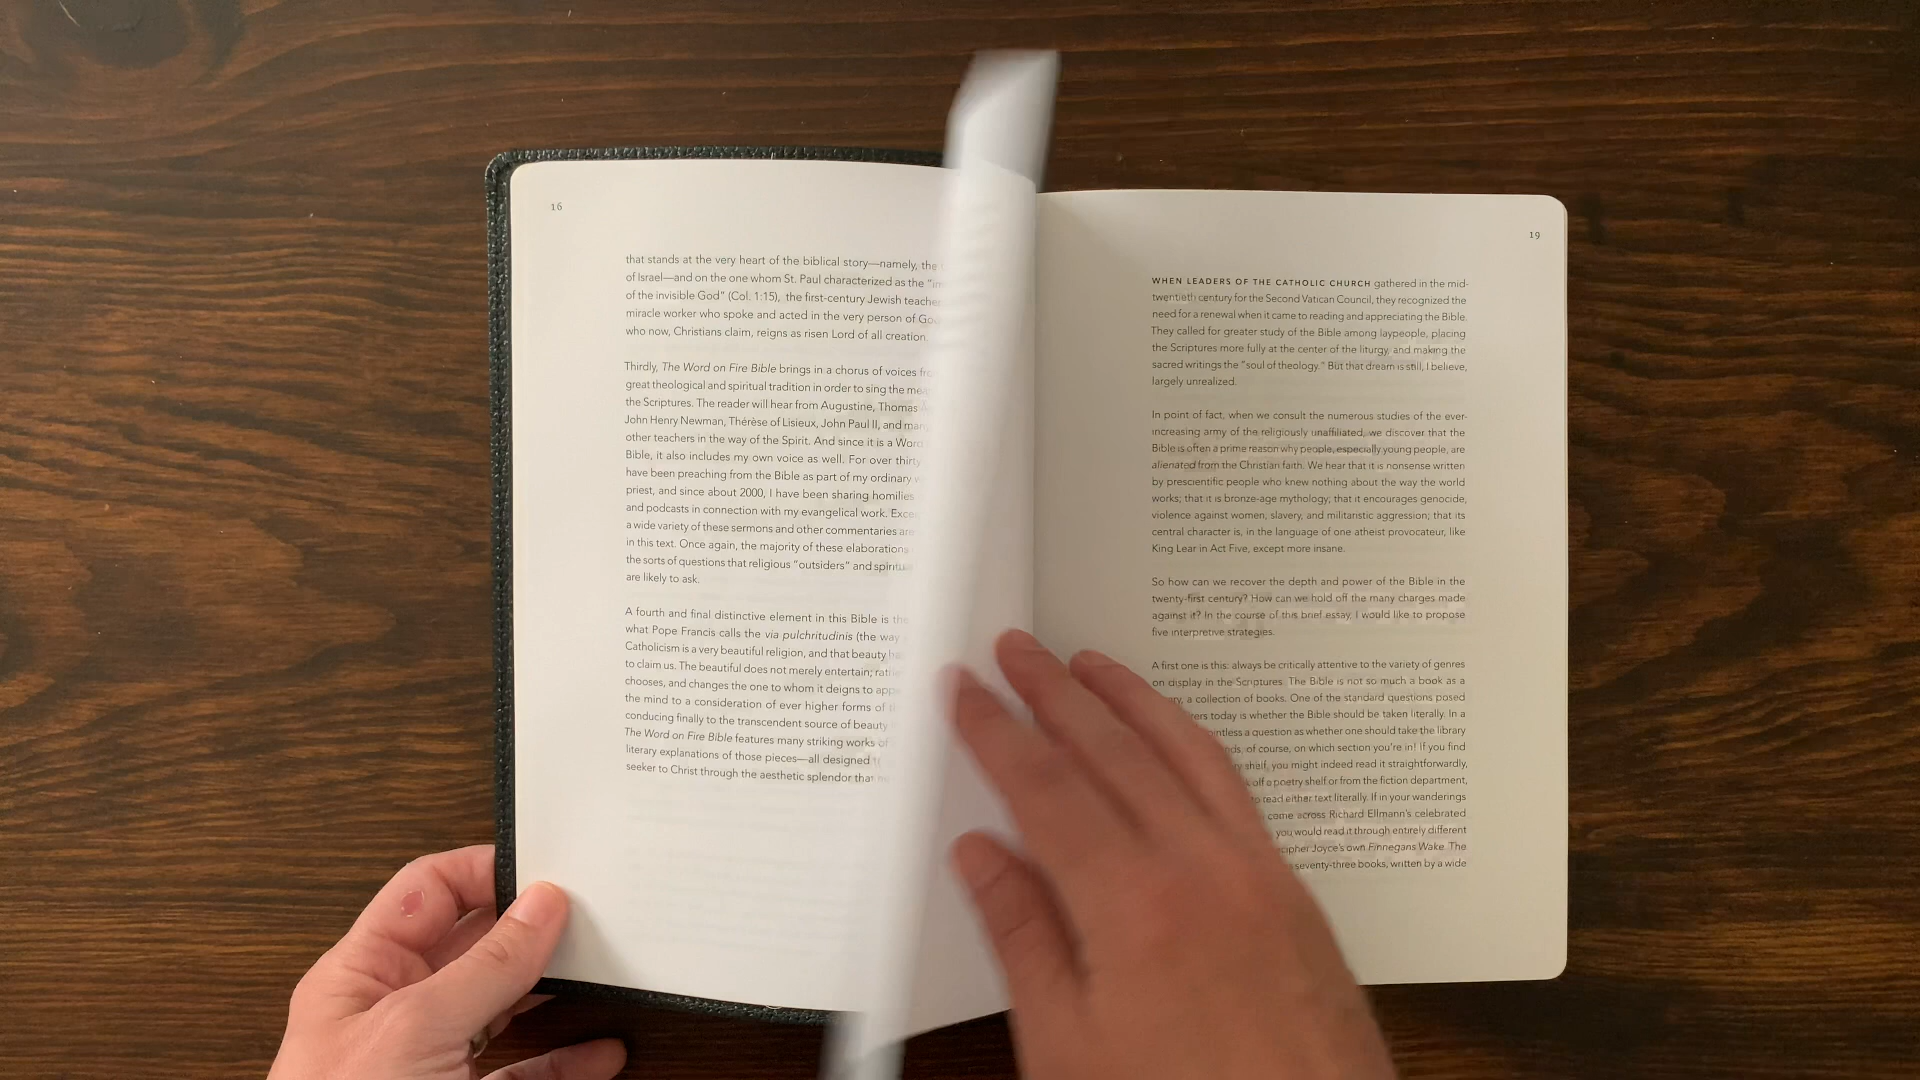 16
that stands at the very heart of the biblical story—namely, the
of Israel—and on the one whom St. Paul characterized as the
of the invisible God” (Col. 1:15), the first-century Jewish
miracle worker who spoke and acted in the very person of
who now, Christians claim, reigns as risen Lord of all creation.
Thirdly, The Word on Fire Bible brings in a chorus of voices
great theological and spiritual tradition in order to sing the
the Scriptures. The reader will hear from Augustine, Thomas
John Henry Newman, Thérèse of Lisieux, John Paul II, and
other teachers in the way of the Spirit. And since it is a
Bible, it also includes my own voice as well. For over thirty
have been preaching from the Bible as part of my ordinary
priest, and since about 2000, I have been sharing homilies
and podcasts in connection with my evangelical work.
a wide variety of these sermons and other commentaries are
in this text. Once again, the majority of these elaborations
the sorts of questions that religious “outsiders” and
are likely to ask.
A fourth and final distinctive element in this Bible is the
what Pope Francis calls the via pulchritudinis (the way
Catholicism is a very beautiful religion, and that beauty
to claim us. The beautiful does not merely entertain;
chooses, and changes the one to whom it deigns to
the mind to a consideration of ever higher forms of
conducing finally to the transcendent source of beauty
The Word on Fire Bible features many striking works of
literary explanations of those pieces—all designed
seeker to Christ through the aesthetic splendor that
19
WHEN LEADERS OF THE CATHOLIC CHURCH gathered in the mid-
twentieth century for the Second Vatican Council, they recognized the
need for a renewal when it came to reading and appreciating the Bible.
They called for greater study of the Bible among laypeople, placing
the Scriptures more fully at the center of the liturgy, and making the
sacred writings the “soul of theology.” But that dream is still, I believe,
largely unrealized.
In point of fact, when we consult the numerous studies of the ever-
increasing army of the religiously unaffiliated, we discover that the
Bible is often a prime reason why people, especially young people, are
alienated from the Christian faith. We hear that it is nonsense written
by prescientific people who knew nothing about the way the world
works; that it is bronze-age mythology; that it encourages genocide,
violence against women, slavery, and militaristic aggression; that its
central character is, in the language of one atheist provocateur, like
King Lear in Act Five, except more insane.
So how can we recover the depth and power of the Bible in the
twenty-first century? How can we hold off the many charges made
against it? In the course of this brief essay, I would like to propose
five interpretive strategies.
A first one is this: always be critically attentive to the variety of genres
on display in the Scriptures. The Bible is not so much a book as a
a collection of books. One of the standard questions posed
today is whether the Bible should be taken literally. In a
a question as whether one should take the library
of course, on which section you’re in! If you find
shelf, you might indeed read it straightforwardly,
off a poetry shelf or from the fiction department,
to read either text literally. If in your wanderings
come across Richard Ellmann’s celebrated
you would read it through entirely different
Joyce’s own Finnegans Wake. The
seventy-three books, written by a wide